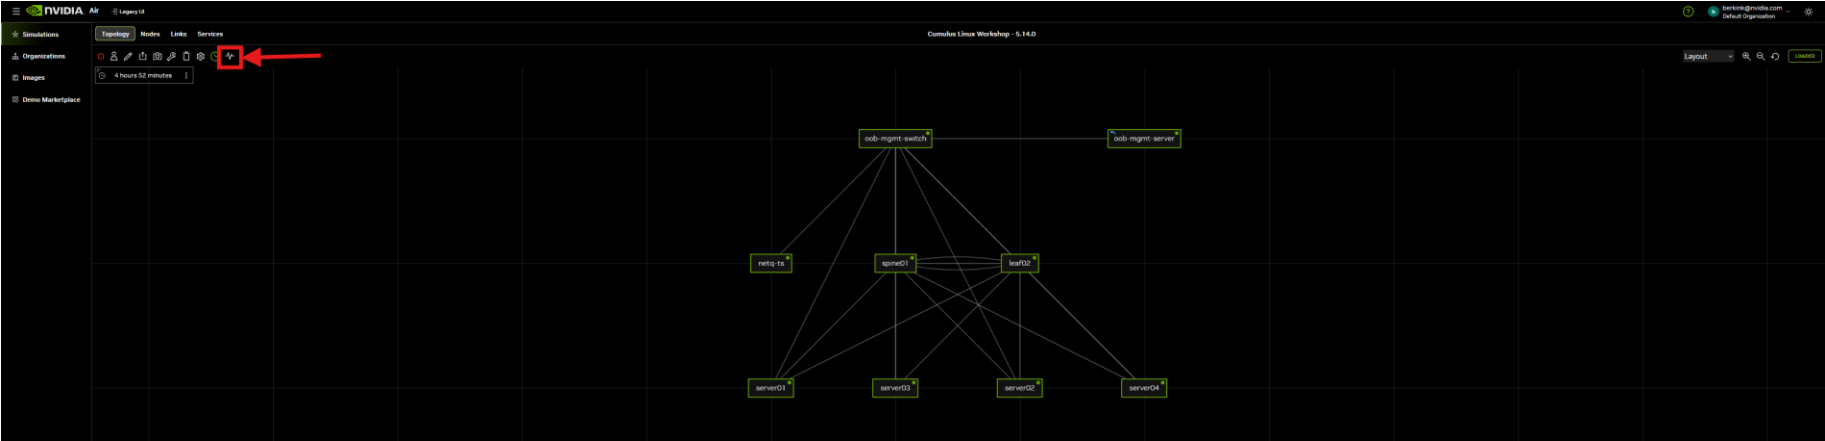 NVIDIA. Air Legacy UI
berkink@nvidia.com
Default Organization
Simulations
Organizations
Images
Demo Marketplace
Topology Nodes Links Services
Cumulus Linux Workshop - 5.14.0
Layout
LOADED
4 hours 52 minutes
oob-mgmt-switch
oob-mgmt-server
netq-ts
spine01
leaf02
server01
server03
server02
server04